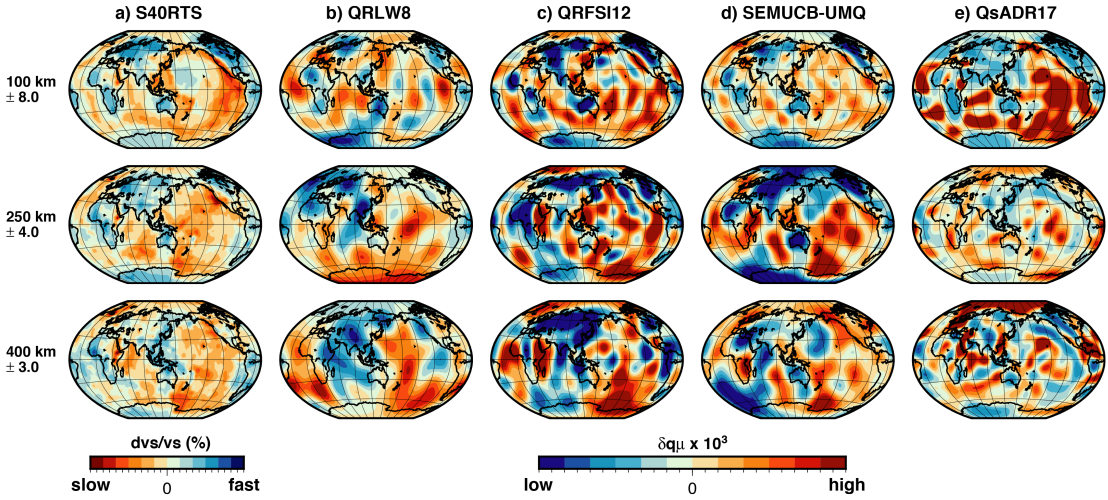 a) S40RTS
b) QRLW8
c) QRFSI12
d) SEMUCB-UMQ
e) QsADR17
100 km
± 8.0
250 km
± 4.0
400 km
± 3.0
dvs/vs (%)
slow
0
fast
δqμ x 10³
low
0
high